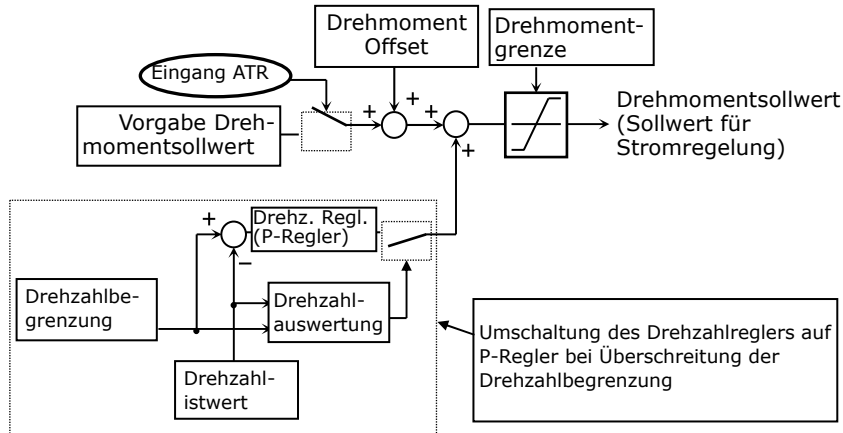 Drehmoment
Offset
Drehmoment-
grenze
Eingang ATR
Vorgabe Dreh-
momentsollwert
+
+
+
+
Drehmomentsollwert
(Sollwert für
Stromregelung)
+
Drehz. Regl.
(P-Regler)
−
Drehzahlbe-
grenzung
Drehzahl-
auswertung
Drehzahl-
istwert
Umschaltung des Drehzahlreglers auf
P-Regler bei Überschreitung der
Drehzahlbegrenzung